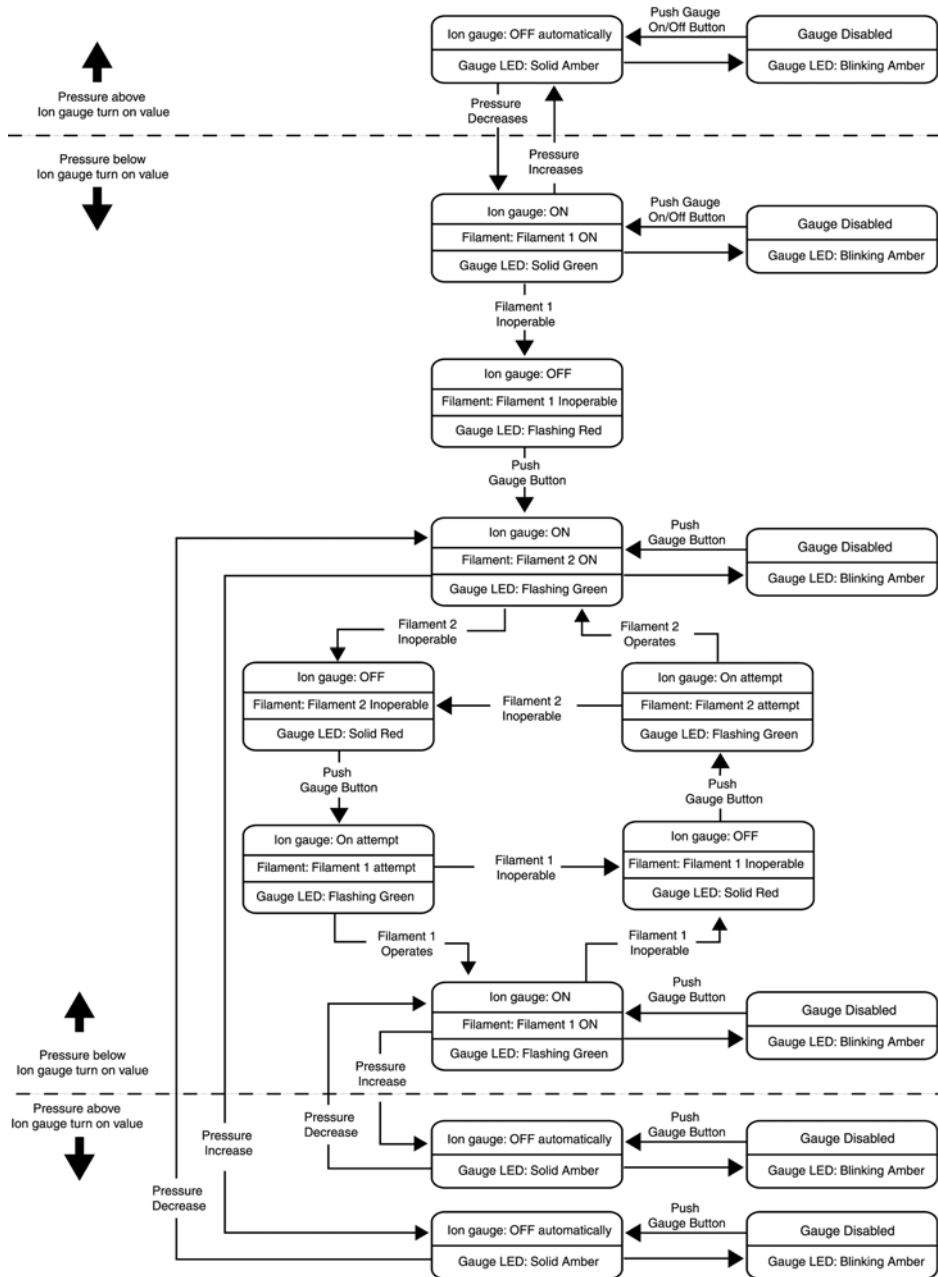 Push Gauge
On/Off Button
Ion gauge: OFF automatically
Gauge LED: Solid Amber
Gauge Disabled
Gauge LED: Blinking Amber
Pressure above
Ion gauge turn on value
Pressure
Decreases
Pressure below
Ion gauge turn on value
Pressure
Increases
Ion gauge: ON
Filament: Filament 1 ON
Gauge LED: Solid Green
Push Gauge
On/Off Button
Gauge Disabled
Gauge LED: Blinking Amber
Filament 1
Inoperable
Ion gauge: OFF
Filament: Filament 1 Inoperable
Gauge LED: Flashing Red
Push
Gauge Button
Ion gauge: ON
Filament: Filament 2 ON
Gauge LED: Flashing Green
Push
Gauge Button
Gauge Disabled
Gauge LED: Blinking Amber
Filament 2
Inoperable
Filament 2
Operates
Ion gauge: OFF
Filament: Filament 2 Inoperable
Gauge LED: Solid Red
Filament 2
Inoperable
Ion gauge: On attempt
Filament: Filament 2 attempt
Gauge LED: Flashing Green
Push
Gauge Button
Push
Gauge Button
Ion gauge: On attempt
Filament: Filament 1 attempt
Gauge LED: Flashing Green
Filament 1
Inoperable
Ion gauge: OFF
Filament: Filament 1 Inoperable
Gauge LED: Solid Red
Filament 1
Operates
Filament 1
Inoperable
Ion gauge: ON
Filament: Filament 1 ON
Gauge LED: Flashing Green
Push
Gauge Button
Gauge Disabled
Gauge LED: Blinking Amber
Pressure below
Ion gauge turn on value
Pressure
Increase
Pressure above
Ion gauge turn on value
Pressure
Decrease
Pressure
Increase
Ion gauge: OFF automatically
Gauge LED: Solid Amber
Push
Gauge Button
Gauge Disabled
Gauge LED: Blinking Amber
Pressure
Decrease
Ion gauge: OFF automatically
Gauge LED: Solid Amber
Push
Gauge Button
Gauge Disabled
Gauge LED: Blinking Amber